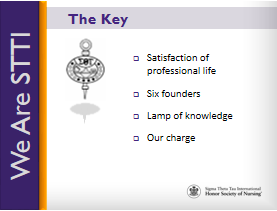 We Are STTI
The Key
Satisfaction of
professional life
Six founders
Lamp of knowledge
Our charge
Sigma Theta Tau International
Honor Society of Nursing